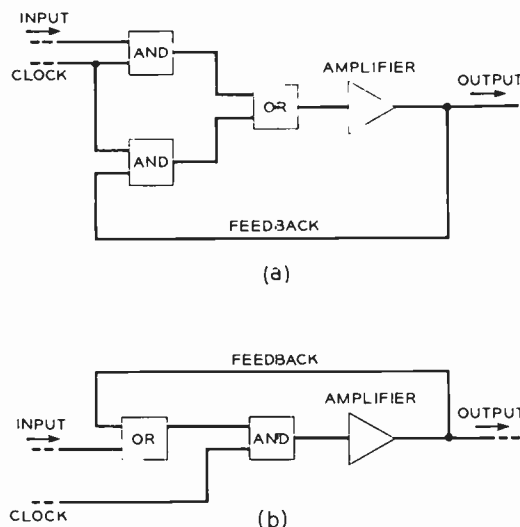 INPUT
CLOCK
AND
AND
OR
AMPLIFIER
OUTPUT
FEEDBACK
(a)
FEEDBACK
AMPLIFIER
INPUT
OR
AND
OUTPUT
CLOCK
(b)